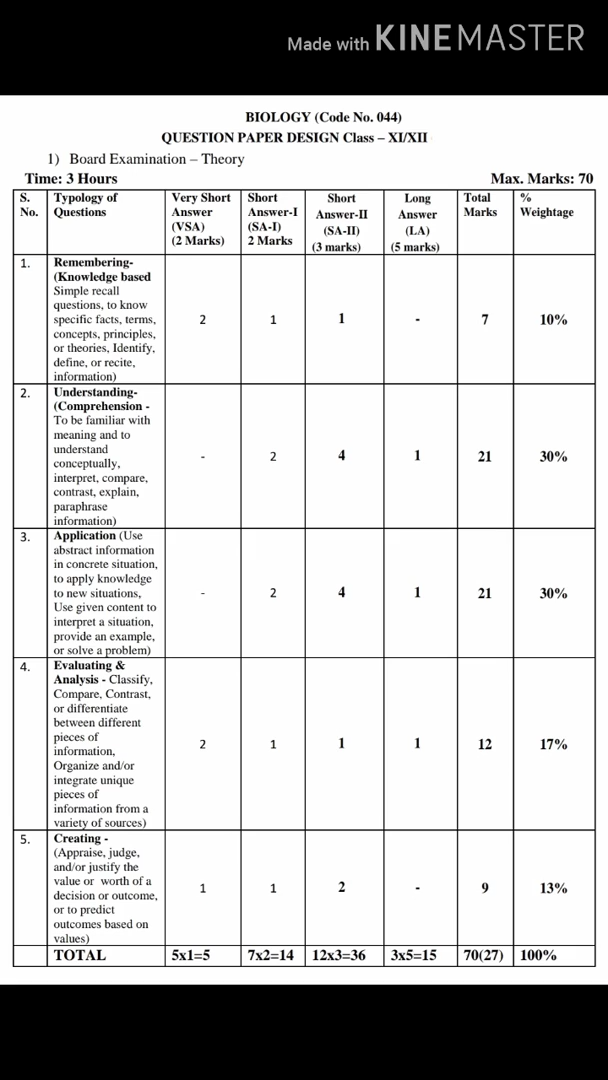 Made with KINEMASTER
BIOLOGY (Code No. 044)
QUESTION PAPER DESIGN Class – XI/XII
1) Board Examination – Theory
Time: 3 Hours Max. Marks: 70
S. Typology of Very Short Short Short Long Total %
No. Questions Answer Answer-I Answer-II Answer Marks Weightage
(VSA) (SA-I) (SA-II) (LA)
(2 Marks) 2 Marks (3 marks) (5 marks)
1. Remembering-
(Knowledge based
Simple recall
questions, to know
specific facts, terms, 2 1 1 - 7 10%
concepts, principles,
or theories, Identify,
define, or recite,
information)
2. Understanding-
(Comprehension -
To be familiar with
meaning and to
understand - 2 4 1 21 30%
conceptually,
interpret, compare,
contrast, explain,
paraphrase
information)
3. Application (Use
abstract information
in concrete situation,
to apply knowledge
to new situations, - 2 4 1 21 30%
Use given content to
interpret a situation,
provide an example,
or solve a problem)
4. Evaluating &
Analysis - Classify,
Compare, Contrast,
or differentiate
between different
pieces of 2 1 1 1 12 17%
information,
Organize and/or
integrate unique
pieces of
information from a
variety of sources)
5. Creating -
(Appraise, judge,
and/or justify the
value or worth of a 1 1 2 - 9 13%
decision or outcome,
or to predict
outcomes based on
values)
TOTAL 5x1=5 7x2=14 12x3=36 3x5=15 70(27) 100%